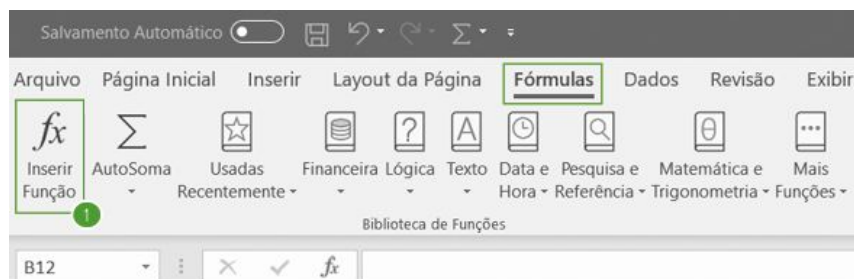 Salvamento Automático
Arquivo Página Inicial Inserir Layout da Página Fórmulas Dados Revisão Exibir
fx Σ ? A θ
Inserir AutoSoma Usadas Financeira Lógica Texto Data e Pesquisa e Matemática e Mais
Função Recentemente Hora Referência Trigonometria Funções
1
Biblioteca de Funções
B12 fx